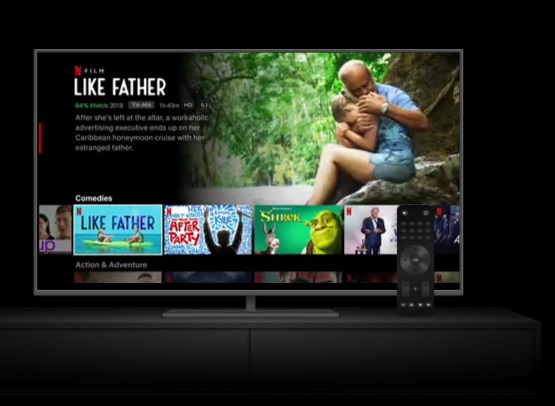 N FILM
LIKE FATHER
84% Match 2018 TV-MA 1h 43m HD 5.1
After she's left at the altar, a workaholic
advertising executive ends up on her
Caribbean honeymoon cruise with her
estranged father.
Comedies
up
LIKE FATHER
AFTER
PARTY
SHREK
Action & Adventure